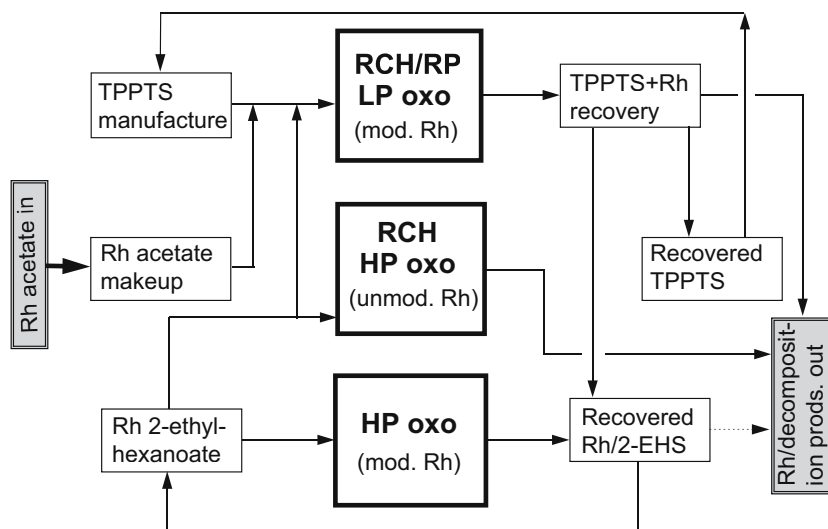 TPPTS
manufacture
RCH/RP
LP oxo
(mod. Rh)
TPPTS+Rh
recovery
Rh acetate in
Rh acetate
makeup
RCH
HP oxo
(unmod. Rh)
Recovered
TPPTS
Rh 2-ethyl-
hexanoate
HP oxo
(mod. Rh)
Recovered
Rh/2-EHS
Rh/decomposit-
ion prods. out